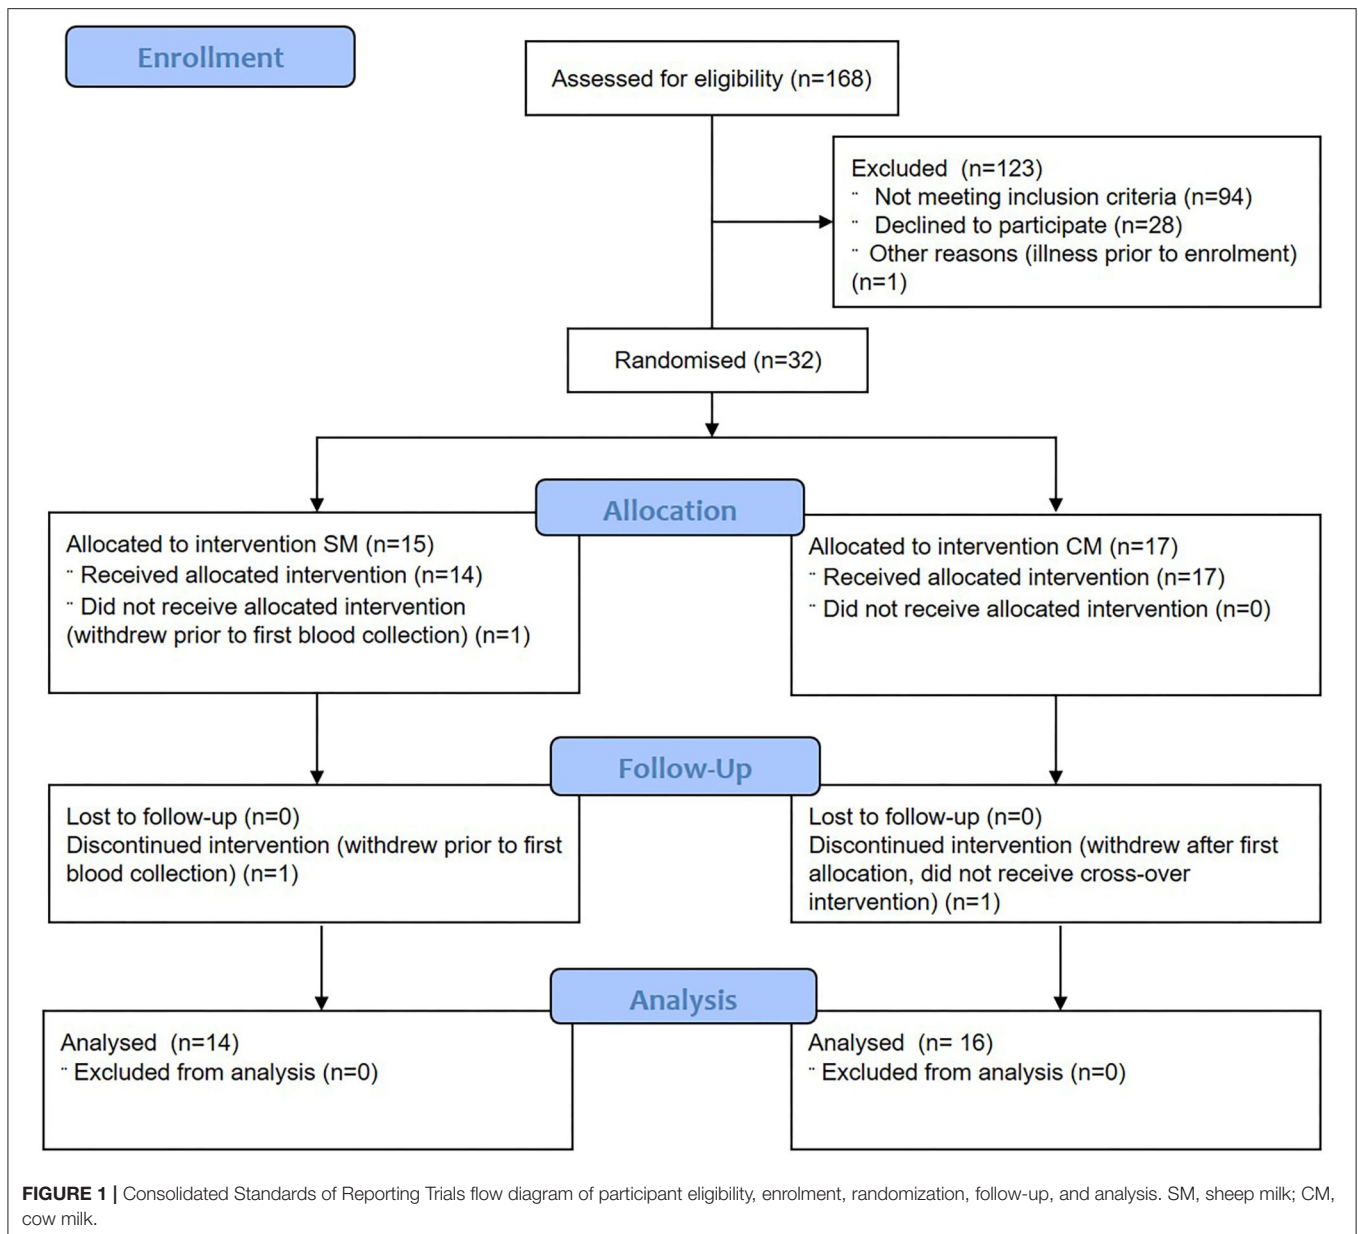 Enrollment
Assessed for eligibility (n=168)
Excluded (n=123)
¨ Not meeting inclusion criteria (n=94)
¨ Declined to participate (n=28)
¨ Other reasons (illness prior to enrolment)
(n=1)
Randomised (n=32)
Allocation
Allocated to intervention SM (n=15)
¨ Received allocated intervention (n=14)
¨ Did not receive allocated intervention
(withdrew prior to first blood collection) (n=1)
Allocated to intervention CM (n=17)
¨ Received allocated intervention (n=17)
¨ Did not receive allocated intervention (n=0)
Follow-Up
Lost to follow-up (n=0)
Discontinued intervention (withdrew prior to first
blood collection) (n=1)
Lost to follow-up (n=0)
Discontinued intervention (withdrew after first
allocation, did not receive cross-over
intervention) (n=1)
Analysis
Analysed (n=14)
¨ Excluded from analysis (n=0)
Analysed (n= 16)
¨ Excluded from analysis (n=0)
FIGURE 1 | Consolidated Standards of Reporting Trials flow diagram of participant eligibility, enrolment, randomization, follow-up, and analysis. SM, sheep milk; CM,
cow milk.